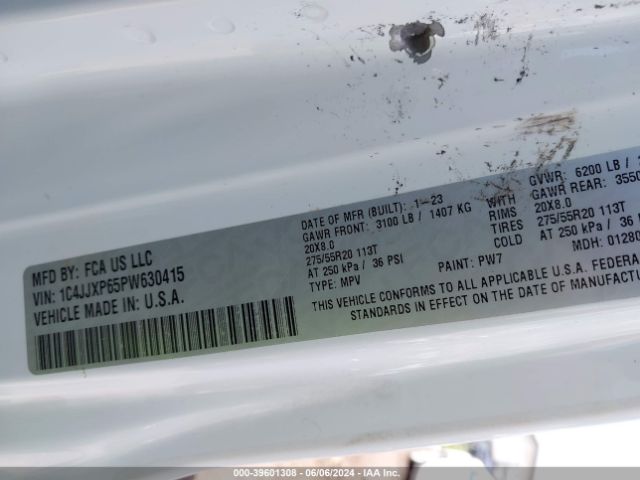 MFD BY: FCA US LLC
VIN: 1C4JJXP65PW630415
VEHICLE MADE IN: U.S.A.
DATE OF MFR (BUILT): 1-23
GAWR FRONT: 3100 LB / 1407 KG WITH
20X8.0 RIMS
275/55R20 113T TIRES
AT 250 kPa / 36 PSI COLD
TYPE: MPV PAINT: PW7
GVWR: 6200 LB /
GAWR REAR: 3550
20X8.0
275/55R20 113T
AT 250 kPa / 36
MDH: 01280
VEHICLE CONFORMS TO ALL APPLICABLE U.S.A. FEDERA
STANDARDS IN EFFECT ON THE DATE OF MANUFACTUR
000-39601308 - 06/06/2024 - IAA Inc.